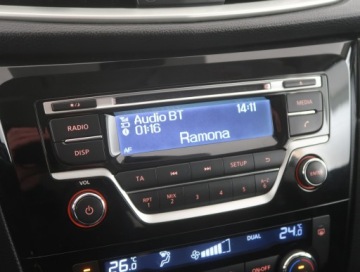 Audio BT 14:11
01:16
Ramona
AF
RADIO
DISP
MEDIA
TA
SETUP
VOL
RPT
1
MIX
2
3
4
5
6
ENTER
DUAL
26.0
24.0